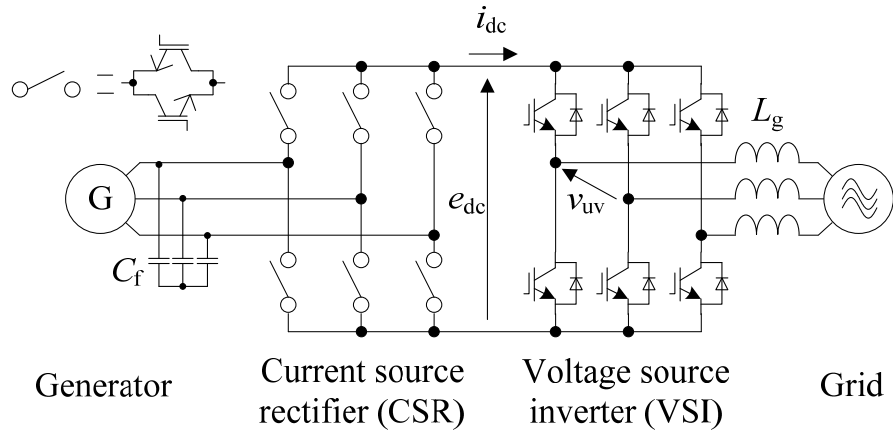 i_dc
L_g
G
e_dc
v_uv
C_f
Generator
Current source
rectifier (CSR)
Voltage source
inverter (VSI)
Grid